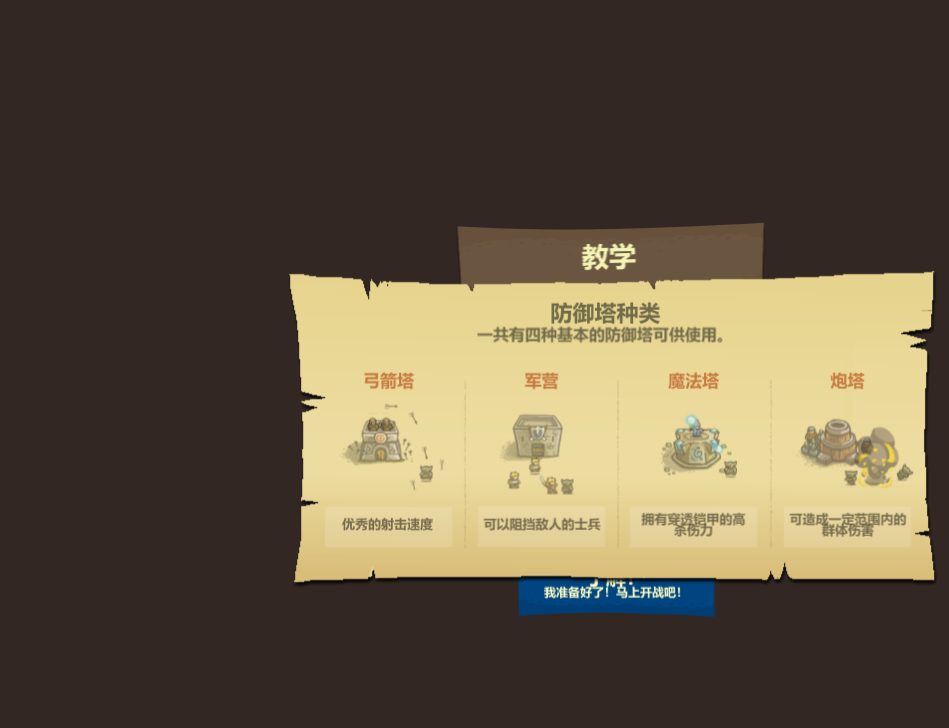 教学
防御塔种类
一共有四种基本的防御塔可供使用。
弓箭塔
军营
魔法塔
炮塔
优秀的射击速度
可以阻挡敌人的士兵
拥有穿透铠甲的高
杀伤力
可造成一定范围内的
群体伤害
我准备好了！马上开战吧！